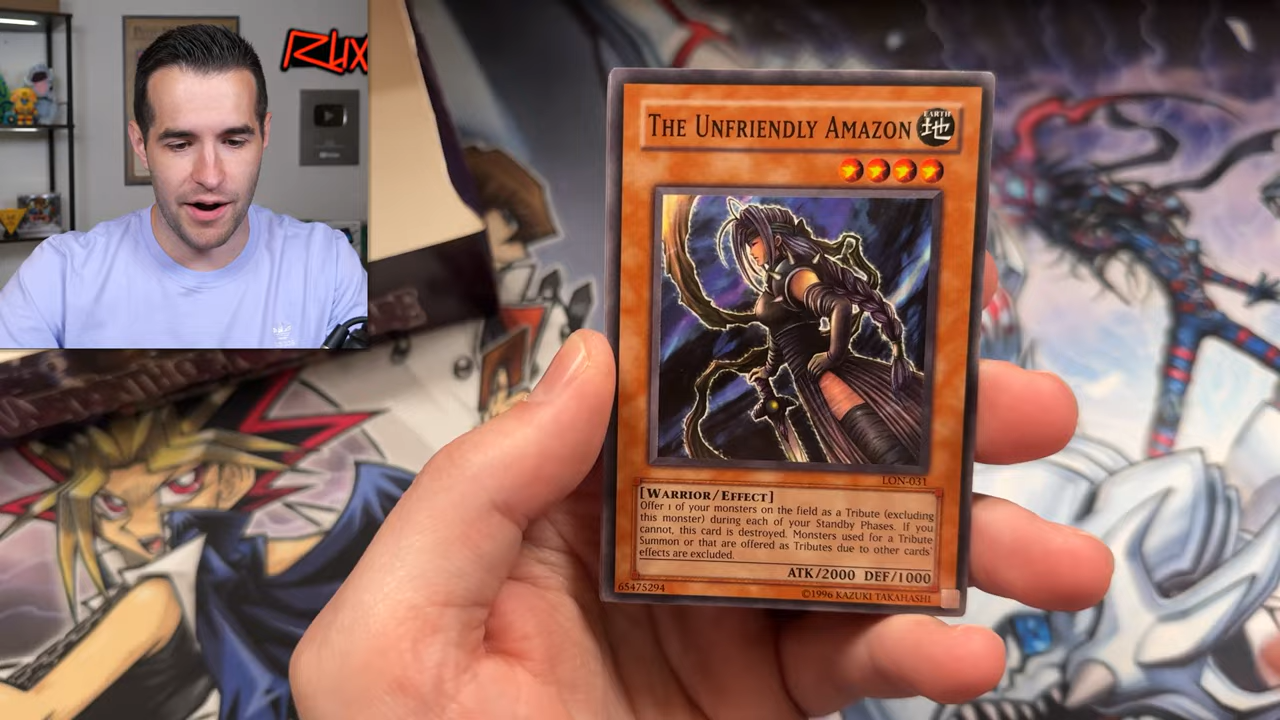 THE UNFRIENDLY AMAZON
EARTH
地
LON-031
[WARRIOR/EFFECT]
Offer 1 of your monsters on the field as a Tribute (excluding
this monster) during each of your Standby Phases. If you
cannot, this card is destroyed. Monsters used for a Tribute
Summon or that are offered as Tributes due to other cards'
effects are excluded.
ATK/2000 DEF/1000
65475294
©1996 KAZUKI TAKAHASHI